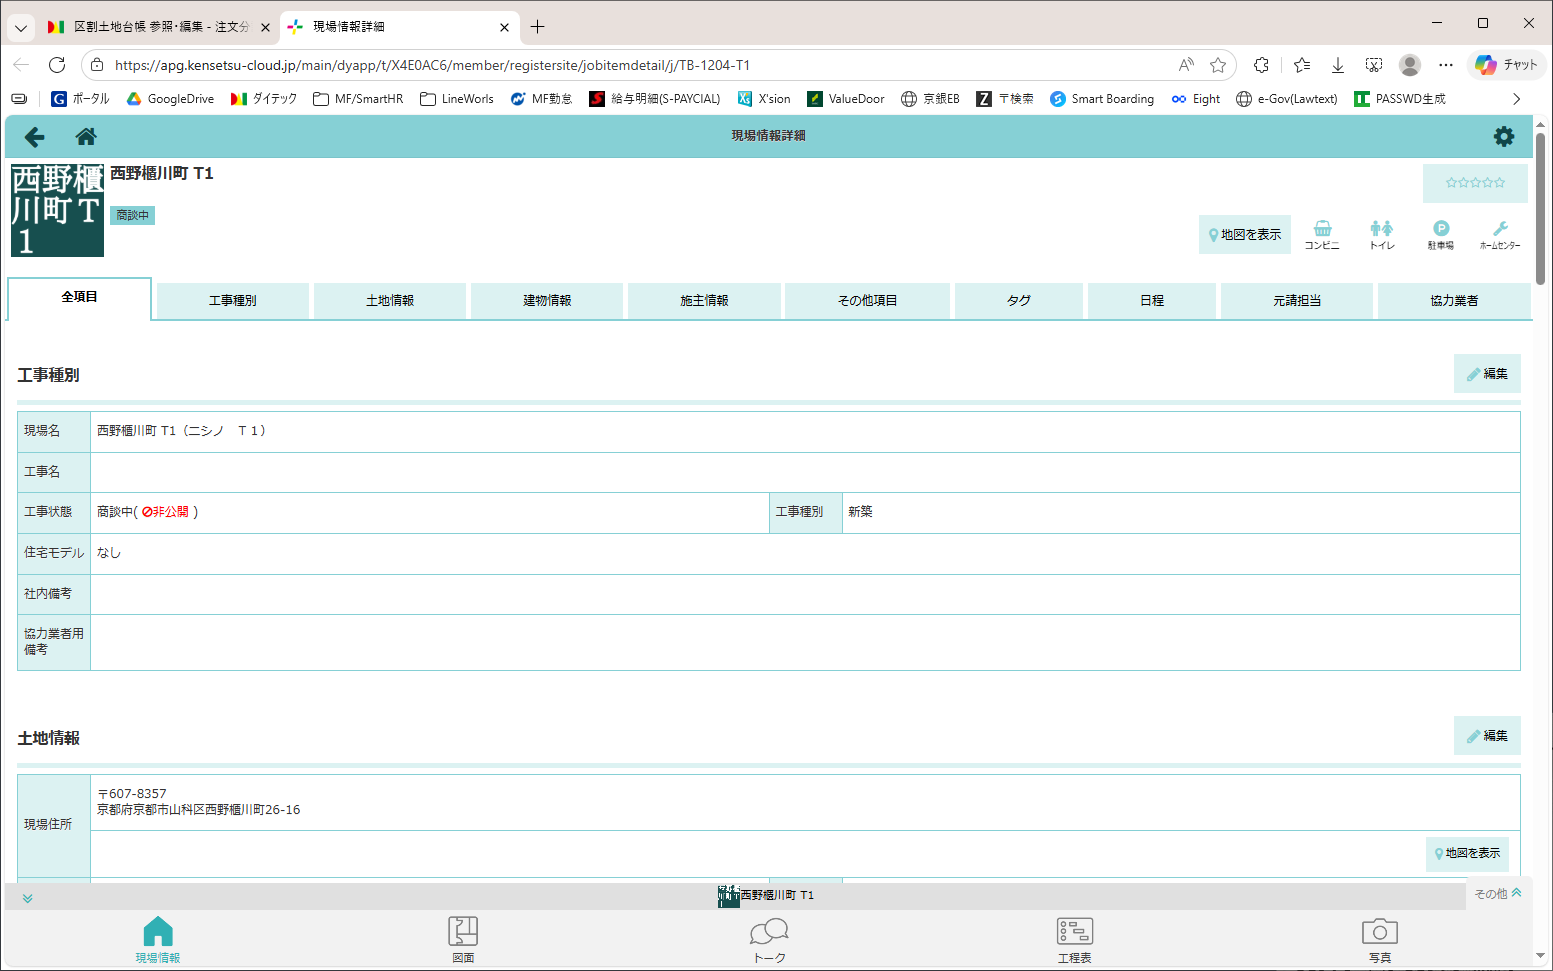 区割土地台帳 参照・編集 - 注文分
現場情報詳細
https://apg.kensetsu-cloud.jp/main/dyapp/t/X4E0AC6/member/registersite/jobitemdetail/j/TB-1204-T1
チャット
ポータル GoogleDrive ダイテック MF/SmartHR LineWorls MF勤怠 給与明細(S-PAYCIAL) X'sion ValueDoor 京銀EB 〒検索 Smart Boarding Eight e-Gov(Lawtext) PASSWD生成
現場情報詳細
西野櫃
川町T
1
西野櫃川町 T1
商談中
地図を表示 コンビニ トイレ 駐車場 ホームセンター
全項目 工事種別 土地情報 建物情報 施主情報 その他項目 タグ 日程 元請担当 協力業者
工事種別
編集
現場名 西野櫃川町 T1（ニシノ　Ｔ１）
工事名
工事状態 商談中( 非公開 ) 工事種別 新築
住宅モデル なし
社内備考
協力業者用
備考
土地情報
編集
現場住所
〒607-8357
京都府京都市山科区西野櫃川町26-16
地図を表示
西野櫃川町 T1
その他
現場情報 図面 トーク 工程表 写真